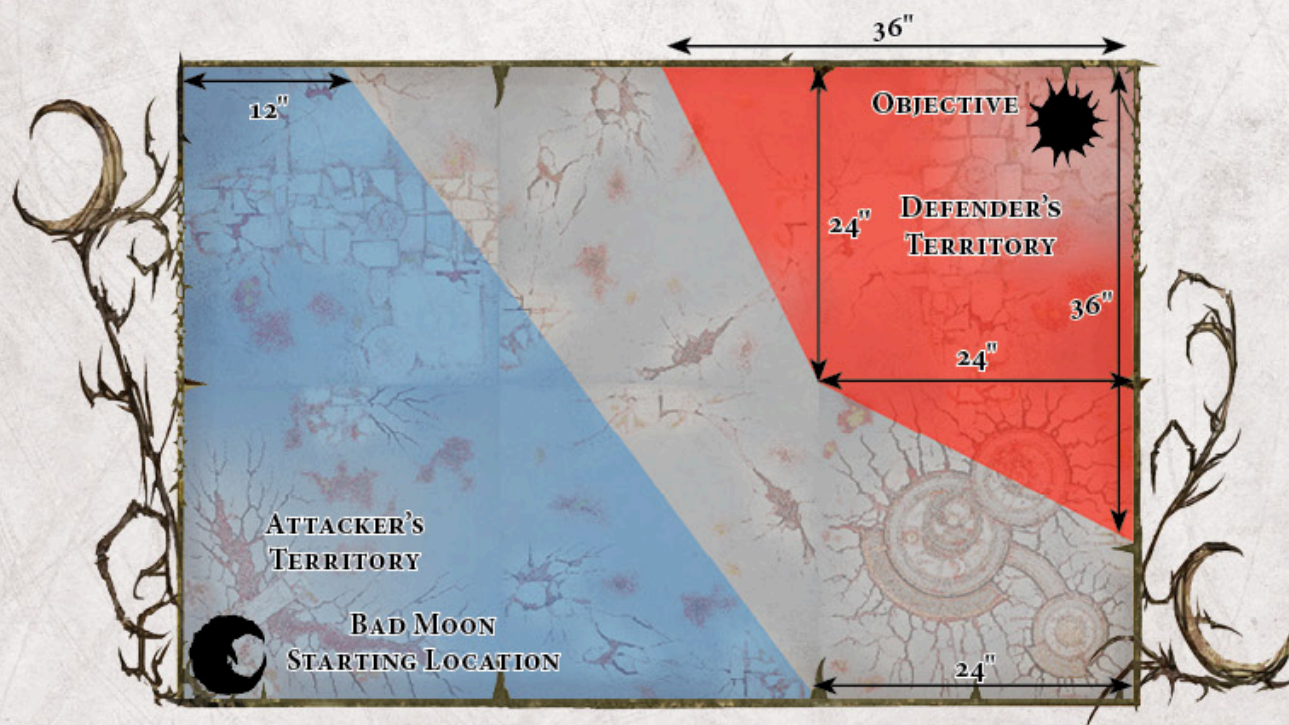 36"
12"
Objective
Defender's
Territory
24"
36"
24"
Attacker's
Territory
Bad Moon
Starting Location
24"